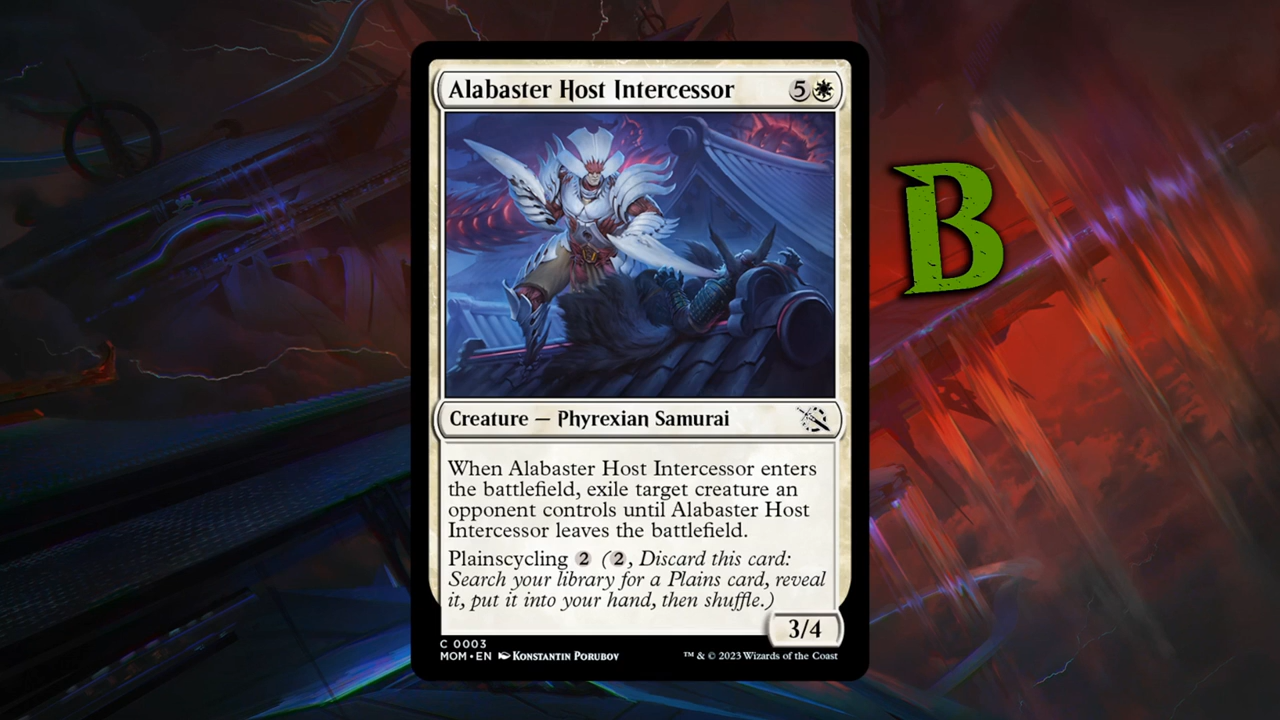 Alabaster Host Intercessor 5
B
Creature — Phyrexian Samurai
When Alabaster Host Intercessor enters
the battlefield, exile target creature an
opponent controls until Alabaster Host
Intercessor leaves the battlefield.
Plainscycling 2 (2, Discard this card:
Search your library for a Plains card, reveal
it, put it into your hand, then shuffle.)
3/4
C 0003
MOM • EN Konstantin Porubov
™ & © 2023 Wizards of the Coast